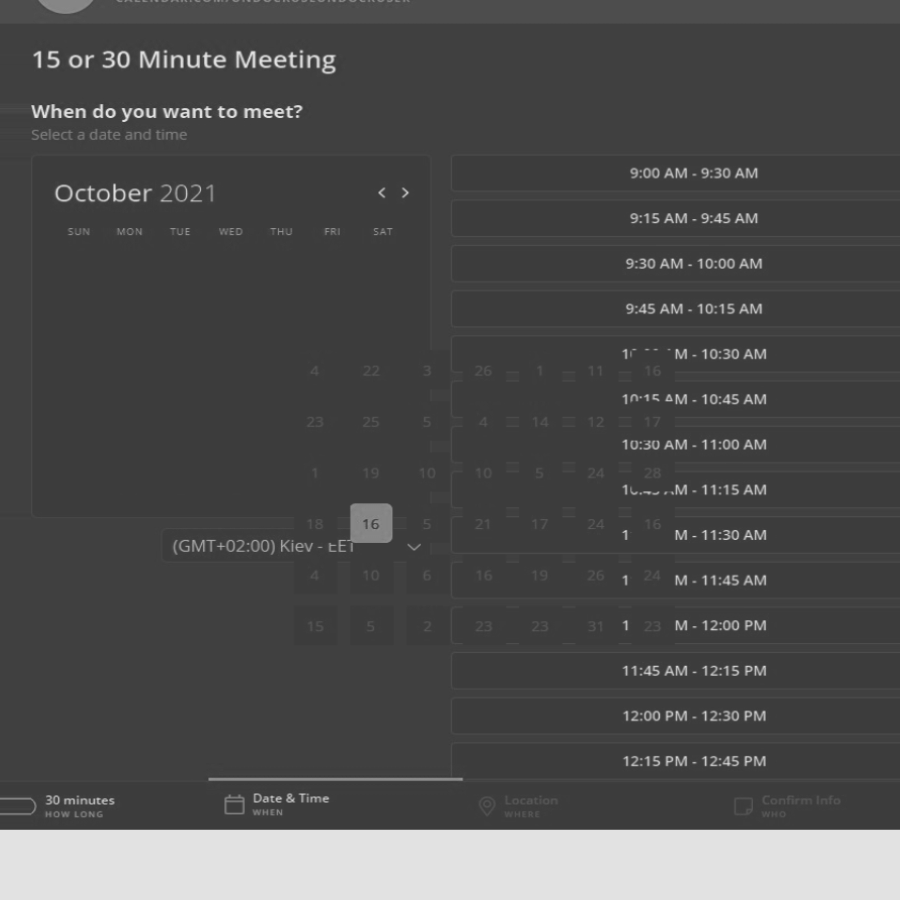 15 or 30 Minute Meeting
When do you want to meet?
Select a date and time
October 2021
SUN MON TUE WED THU FRI SAT
9:00 AM - 9:30 AM
9:15 AM - 9:45 AM
9:30 AM - 10:00 AM
9:45 AM - 10:15 AM
M - 10:30 AM
4 22 3 26 1 11 16
10:15 AM - 10:45 AM
23 25 5 4 14 12 17
10:30 AM - 11:00 AM
1 19 10 10 5 24 28
M - 11:15 AM
18 16 5 21 17 24 16
1 M - 11:30 AM
(GMT+02:00) Kiev - EET
4 10 6 16 19 26 24
1 M - 11:45 AM
15 5 2 23 23 31 23
1 M - 12:00 PM
11:45 AM - 12:15 PM
12:00 PM - 12:30 PM
12:15 PM - 12:45 PM
30 minutes
HOW LONG
Date & Time
WHEN
Location
WHERE
Confirm Info
WHO